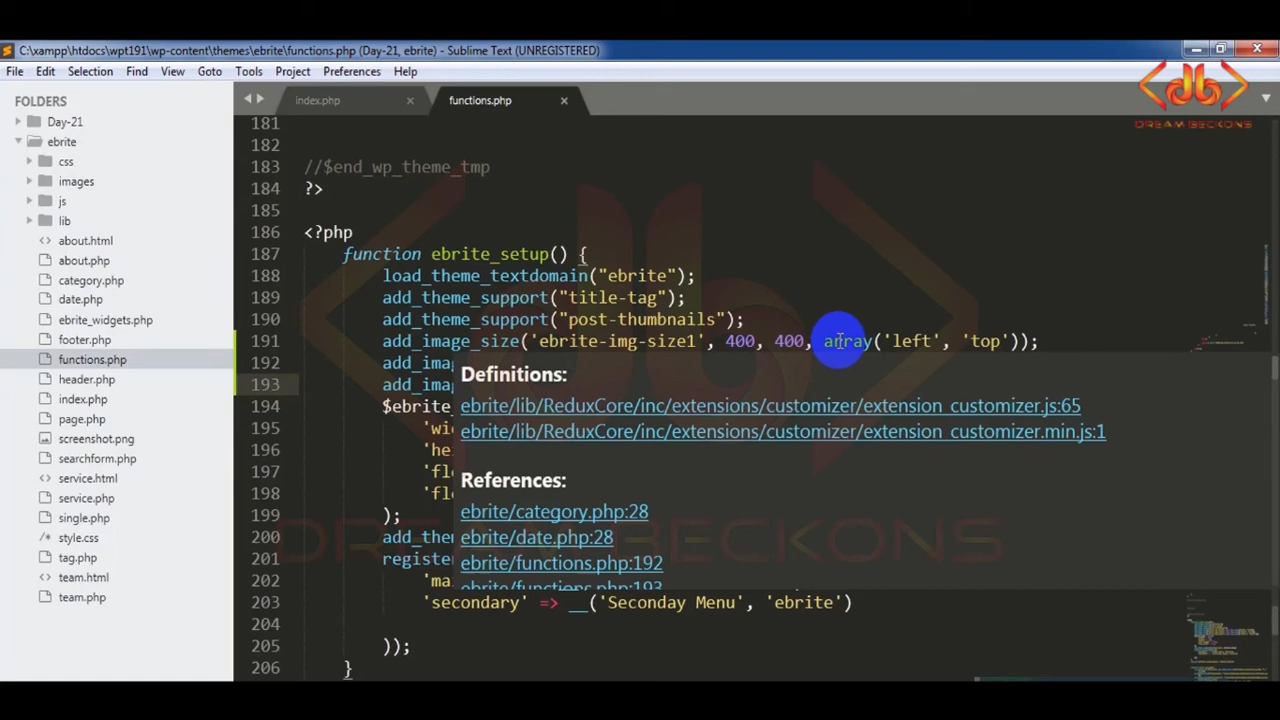 C:\xampp\htdocs\wpt191\wp-content\themes\ebrite\functions.php (Day-21, ebrite) - Sublime Text (UNREGISTERED)
File Edit Selection Find View Goto Tools Project Preferences Help
FOLDERS
Day-21
ebrite
css
images
js
lib
about.html
about.php
category.php
date.php
ebrite_widgets.php
footer.php
functions.php
header.php
index.php
page.php
screenshot.png
searchform.php
service.html
service.php
single.php
style.css
tag.php
team.html
team.php
index.php functions.php
DREAM BECKONS
181
182
183 //$end_wp_theme_tmp
184 ?>
185
186 <?php
187 function ebrite_setup() {
188 load_theme_textdomain("ebrite");
189 add_theme_support("title-tag");
190 add_theme_support("post-thumbnails");
191 add_image_size('ebrite-img-size1', 400, 400, array('left', 'top'));
192 add_imag
193 add_imag
194 $ebrite_
195 'wi
196 'he
197 'fl
198 'fl
199 );
200 add_the
201 register
202 'ma
203 'secondary' => __('Seconday Menu', 'ebrite')
204
205 ));
206 }
Definitions:
ebrite/lib/ReduxCore/inc/extensions/customizer/extension_customizer.js:65
ebrite/lib/ReduxCore/inc/extensions/customizer/extension_customizer.min.js:1
References:
ebrite/category.php:28
ebrite/date.php:28
ebrite/functions.php:192
ebrite/functions.php:193
DREAM BECKONS